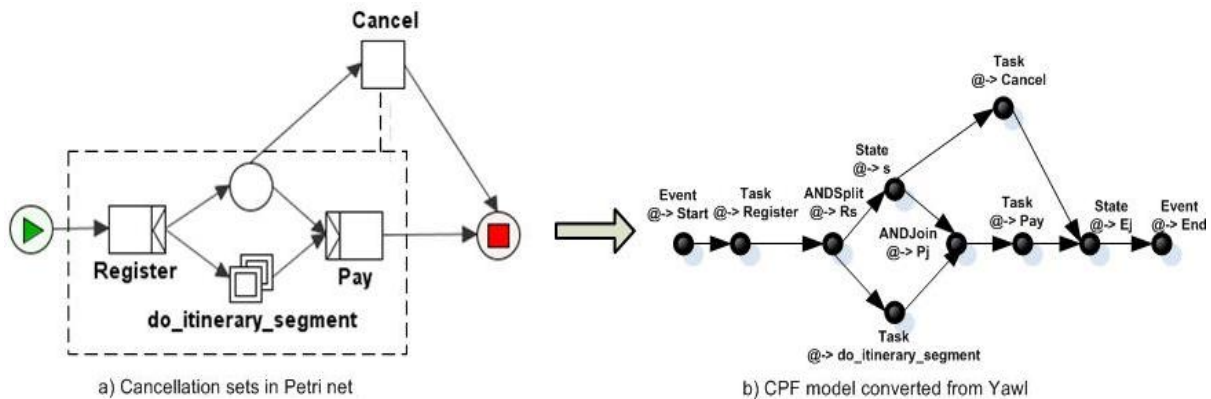 Cancel
Register
Pay
do_itinerary_segment
a) Cancellation sets in Petri net
Task
@-> Cancel
State
@-> s
Event
@-> Start
Task
@-> Register
ANDSplit
@-> Rs
ANDJoin
@-> Pj
Task
@-> Pay
State
@-> Ej
Event
@-> End
Task
@-> do_itinerary_segment
b) CPF model converted from Yawl